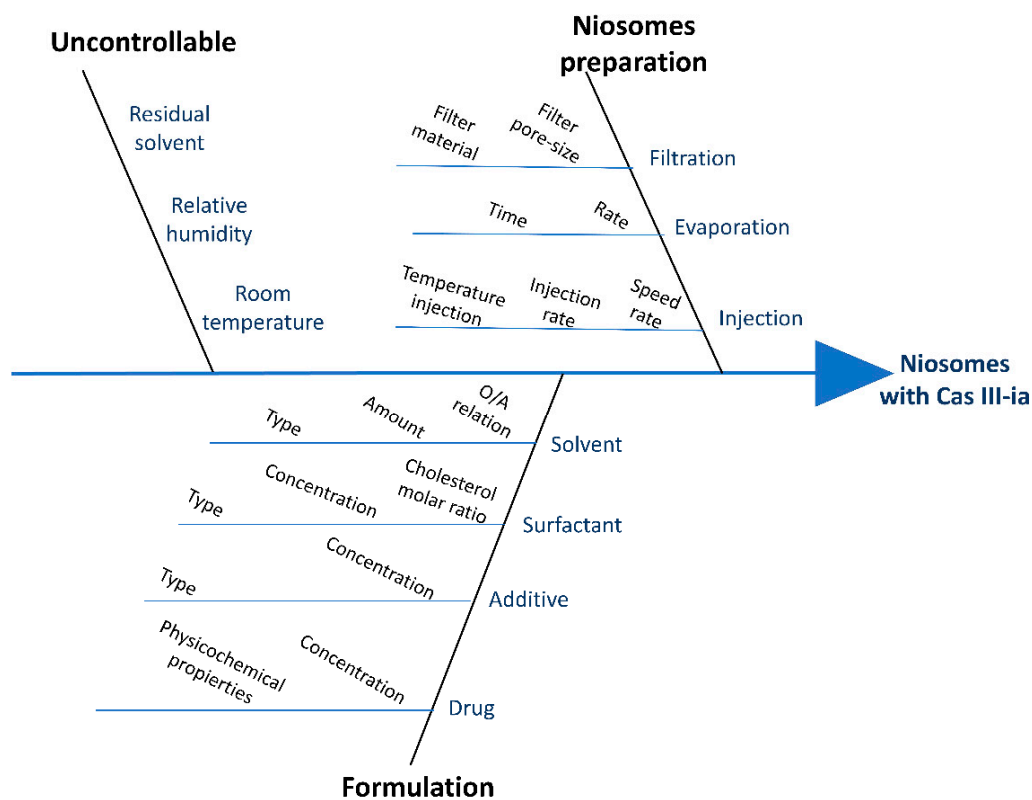 Uncontrollable
Residual
solvent
Relative
humidity
Room
temperature
Niosomes
preparation
Filter
material
Filter
pore-size
Filtration
Time
Rate
Evaporation
Temperature
injection
Injection
rate
Speed
rate
Injection
Niosomes
with Cas III-ia
Type
Amount
O/A
relation
Solvent
Type
Concentration
Cholesterol
molar ratio
Surfactant
Type
Concentration
Additive
Physicochemical
propierties
Concentration
Drug
Formulation